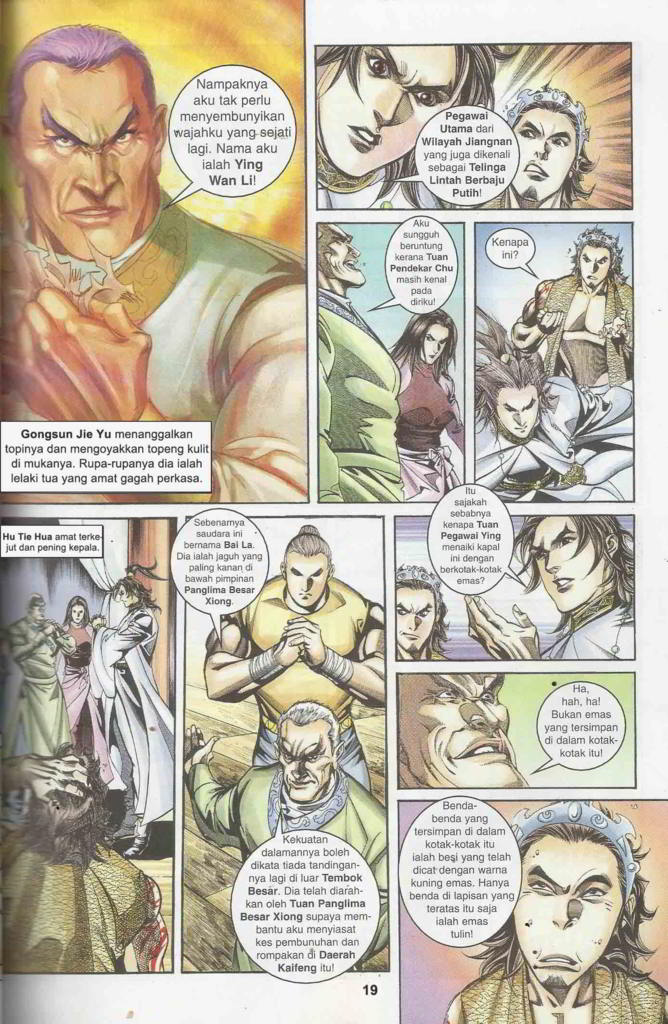 Nampaknya
aku tak perlu
menyembunyikan
wajahku yang sejati
lagi. Nama aku
ialah Ying
Wan Li!
Gongsun Jie Yu menanggalkan
topinya dan mengoyakkan topeng kulit
di mukanya. Rupa-rupanya dia ialah
lelaki tua yang amat gagah perkasa.
Pegawai
Utama dari
Wilayah Jiangnan
yang juga dikenali
sebagai Telinga
Lintah Berbaju
Putih!
Aku
sungguh
beruntung
kerana Tuan
Pendekar Chu
masih kenal
pada
diriku!
Kenapa
ini?
Hu Tie Hua amat terke-
jut dan pening kepala.
Sebenarnya
saudara ini
bernama Bai La.
Dia ialah jaguh yang
paling kanan di
bawah pimpinan
Panglima Besar
Xiong.
Kekuatan
dalamannya boleh
dikata tiada tandingan-
nya lagi di luar Tembok
Besar. Dia telah diarah-
kan oleh Tuan Panglima
Besar Xiong supaya mem-
bantu aku menyiasat
kes pembunuhan dan
rompakan di Daerah
Kaifeng itu!
Itu
sajakah
sebabnya
kenapa Tuan
Pegawai Ying
menaiki kapal
ini dengan
berkotak-kotak
emas?
Ha,
hah, ha!
Bukan emas
yang tersimpan
di dalam kotak-
kotak itu!
Benda-
benda yang
tersimpan di dalam
kotak-kotak itu
ialah besi yang telah
dicat dengan warna
kuning emas. Hanya
benda di lapisan yang
teratas itu saja
ialah emas
tulin!
19